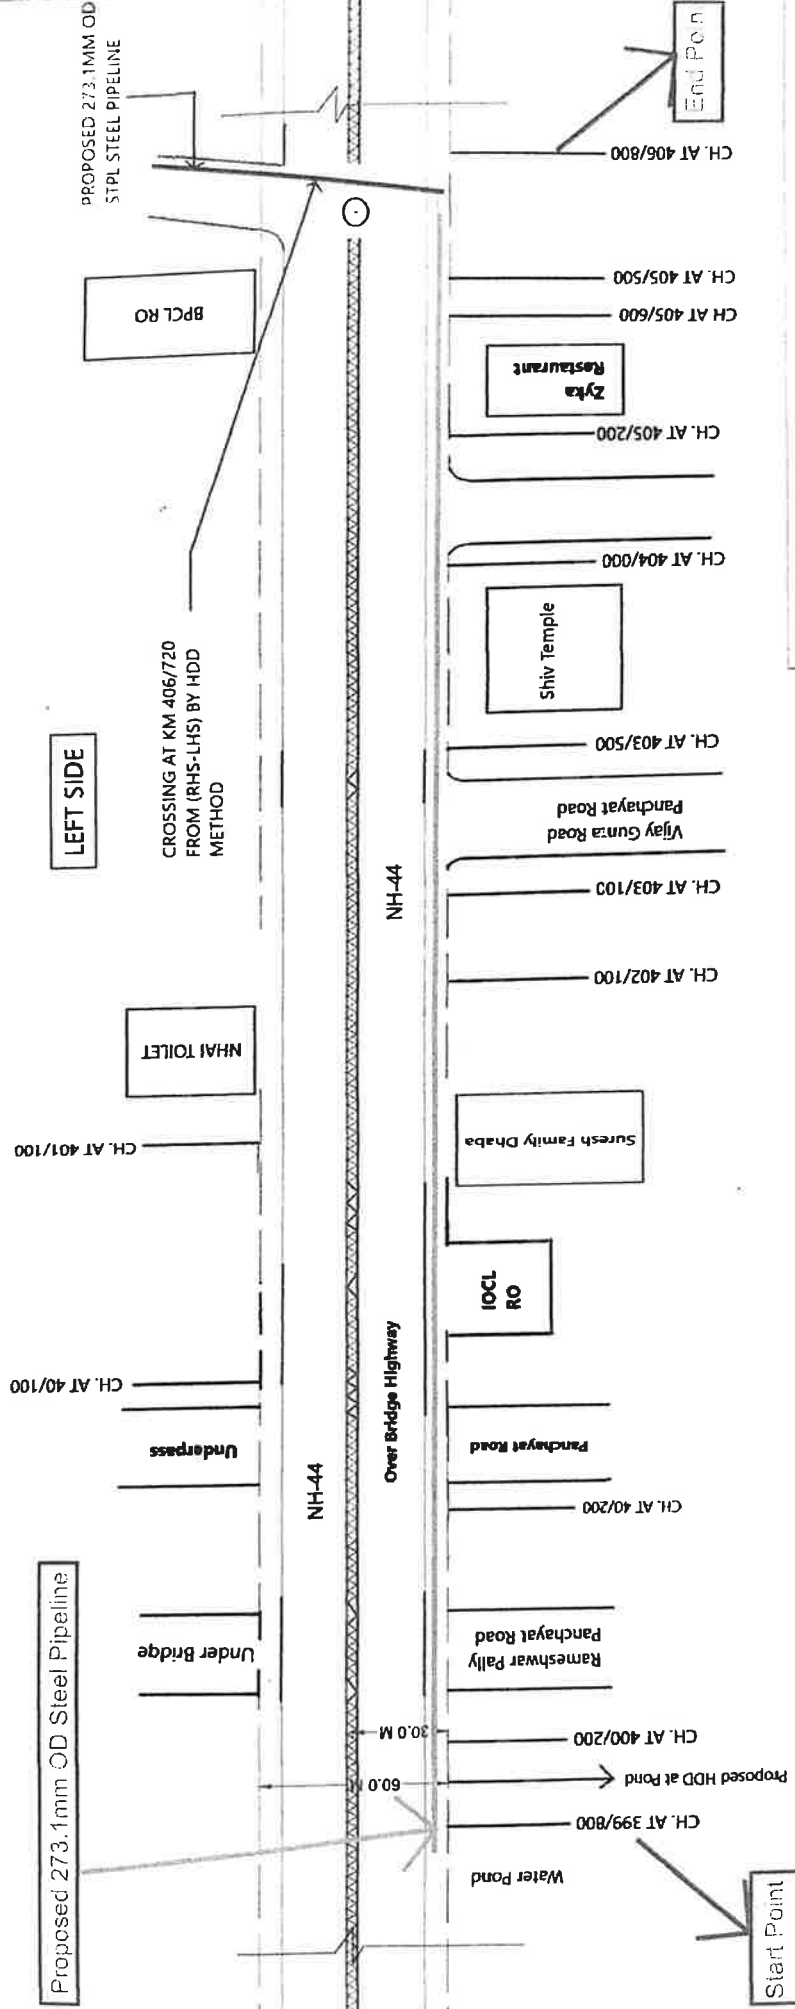 PROPOSED 273.1MM OD
STPL STEEL PIPELINE
End Poin
CH. AT 406/800
BPCL RO
CH. AT 405/500
CH AT 405/600
Zyka
Restaurant
CH. AT 405/200
CH. AT 404/000
CROSSING AT KM 406/720
FROM (RHS-LHS) BY HDD
METHOD
Shiv Temple
LEFT SIDE
CH. AT 403/500
Vijay Road
Panchayat Road
NH-44
CH. AT 403/100
CH. AT 402/100
NHAI TOILET
CH. AT 401/100
Suresh Family Dhaba
IOCL
RO
CH. AT 40/100
Over Bridge Highway
Underpass
Panchayat Road
NH-44
CH. AT 40/200
Proposed 273.1mm OD Steel Pipeline
Under Bridge
Rameshwar Pally
Panchayat Road
30.0 M
60.0 M
CH. AT 400/200
Proposed HDD at Pond
CH. AT 399/800
Water Pond
Start Point